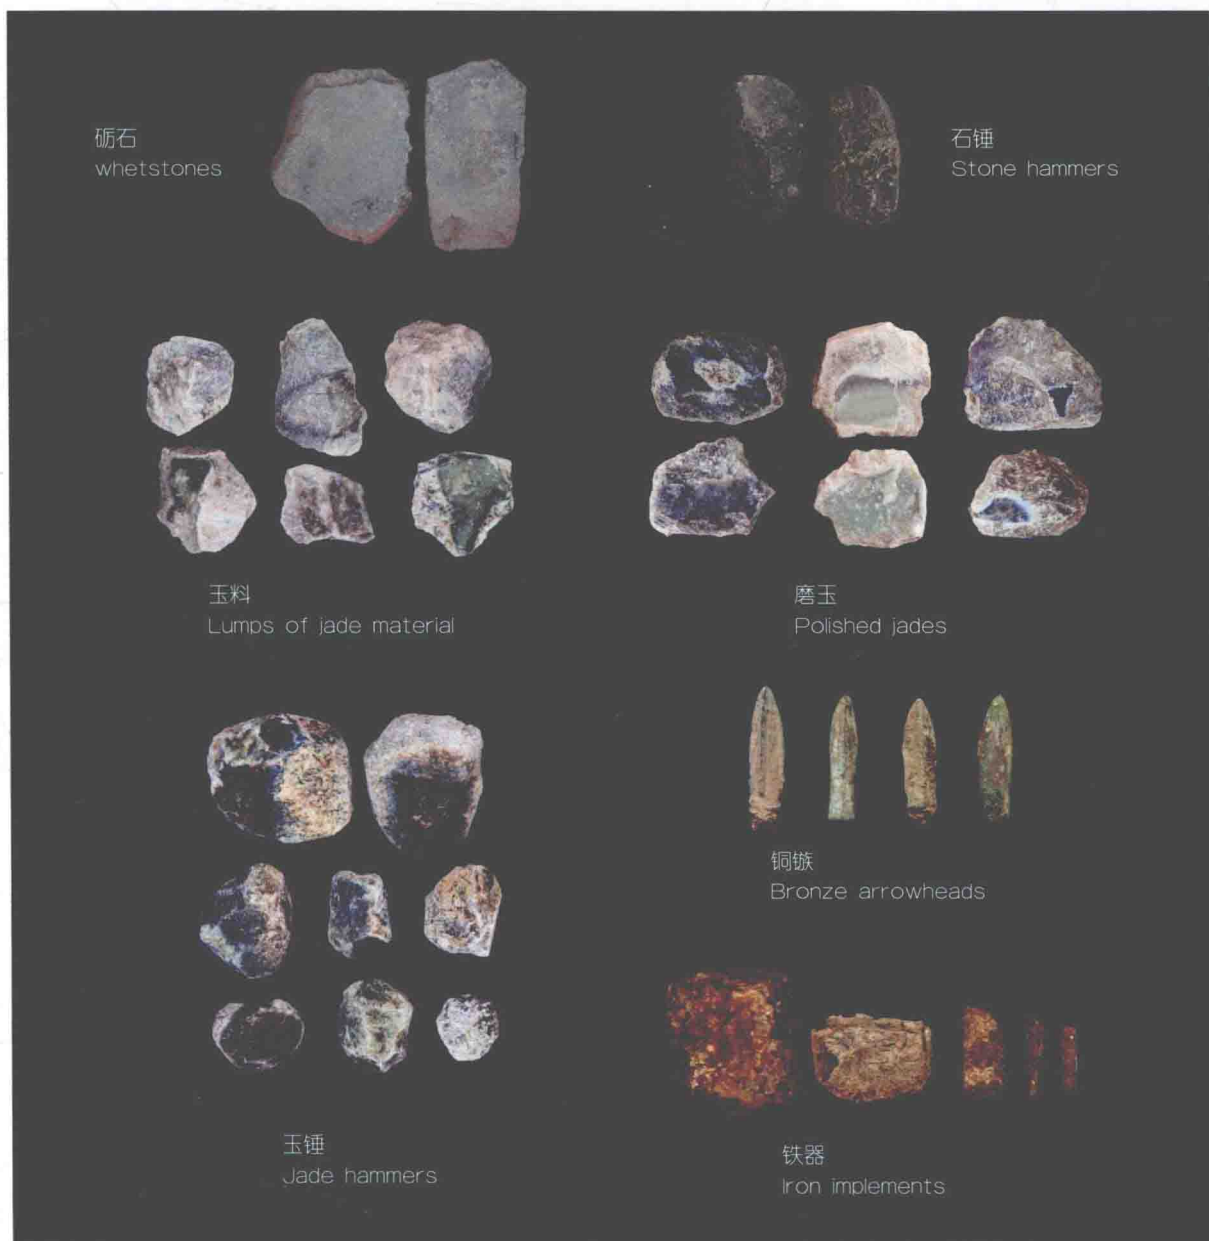 砺石
whetstones
石锤
Stone hammers
玉料
Lumps of jade material
磨玉
Polished jades
铜镞
Bronze arrowheads
玉锤
Jade hammers
铁器
Iron implements